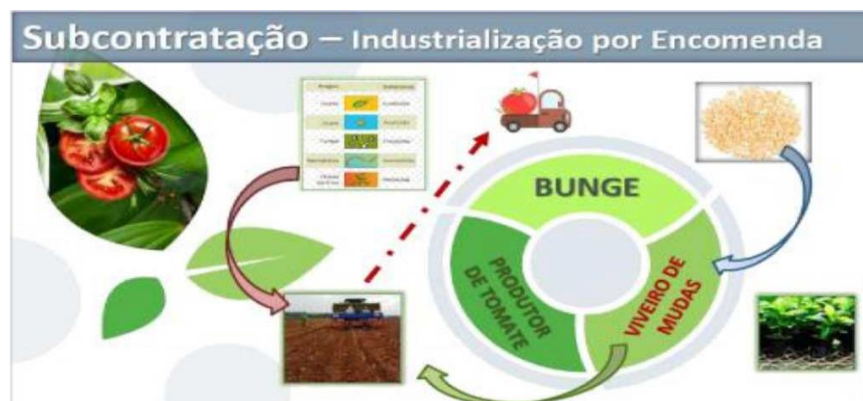 Subcontratação – Industrialização por Encomenda
BUNGE
PRODUTOR
DE TOMATE
VIVEIRO DE
MUDAS